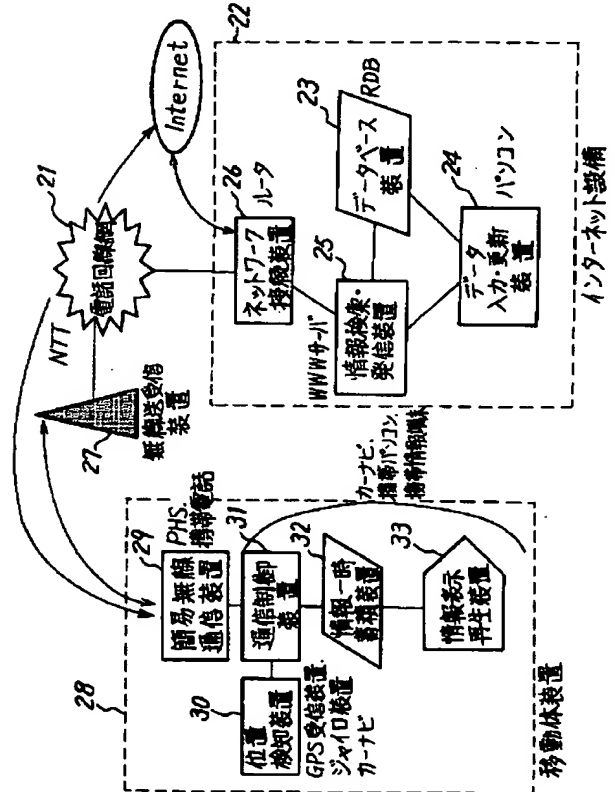 28
29
簡易無線
通信装置
PHS,
携帯電話
30
位置
検知装置
GPS受信装置,
ジャイロ装置
カーナビ
31
通信制御
装置
32
情報一時
蓄積装置
33
情報表示
再生装置
カーナビ,
携帯パソコン,
携帯情報端末
移動体装置
27
無線送受信
装置
NTT
21
電話回線網
Internet
22
26
ネットワーク
接続装置
ルータ
WWWサーバ
25
情報検索・
発信装置
23
データベース
装置
RDB
24
データ
入力・更新
装置
パソコン
インターネット設備